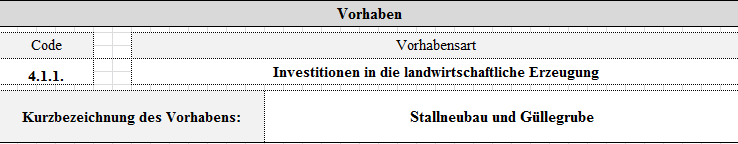 Vorhaben
Code Vorhabensart
4.1.1. Investitionen in die landwirtschaftliche Erzeugung
Kurzbezeichnung des Vorhabens: Stallneubau und Güllegrube